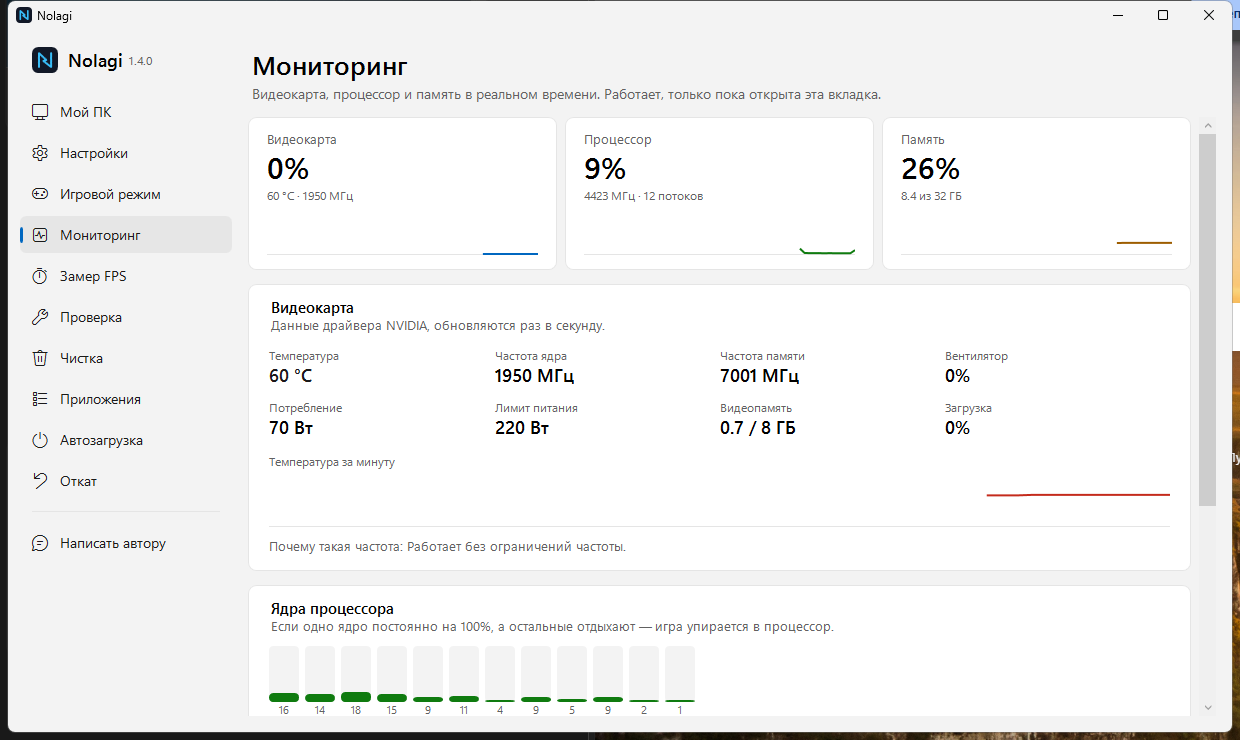 Nolagi
Nolagi 1.4.0
Мой ПК
Настройки
Игровой режим
Мониторинг
Замер FPS
Проверка
Чистка
Приложения
Автозагрузка
Откат
Написать автору
Мониторинг
Видеокарта, процессор и память в реальном времени. Работает, только пока открыта эта вкладка.
Видеокарта
0%
60 °C · 1950 МГц
Процессор
9%
4423 МГц · 12 потоков
Память
26%
8.4 из 32 ГБ
Видеокарта
Данные драйвера NVIDIA, обновляются раз в секунду.
Температура
60 °C
Частота ядра
1950 МГц
Частота памяти
7001 МГц
Вентилятор
0%
Потребление
70 Вт
Лимит питания
220 Вт
Видеопамять
0.7 / 8 ГБ
Загрузка
0%
Температура за минуту
Почему такая частота: Работает без ограничений частоты.
Ядра процессора
Если одно ядро постоянно на 100%, а остальные отдыхают — игра упирается в процессор.
16 14 18 15 9 11 4 9 5 9 2 1